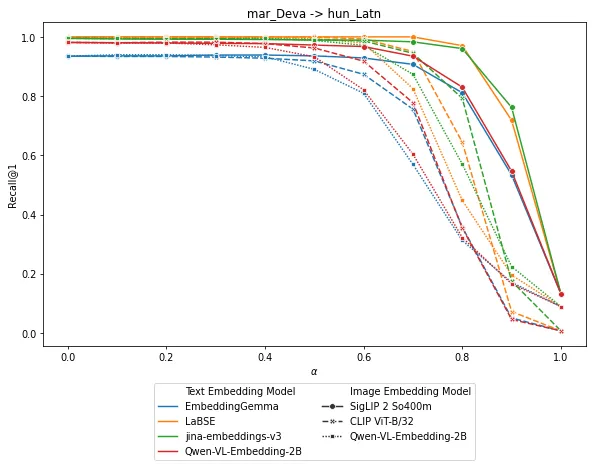 mar_Deva -> hun_Latn
Recall@1
1.0
0.8
0.6
0.4
0.2
0.0
0.0 0.2 0.4 0.6 0.8 1.0
α
Text Embedding Model
EmbeddingGemma
LaBSE
jina-embeddings-v3
Qwen-VL-Embedding-2B
Image Embedding Model
SigLIP 2 So400m
CLIP ViT-B/32
Qwen-VL-Embedding-2B